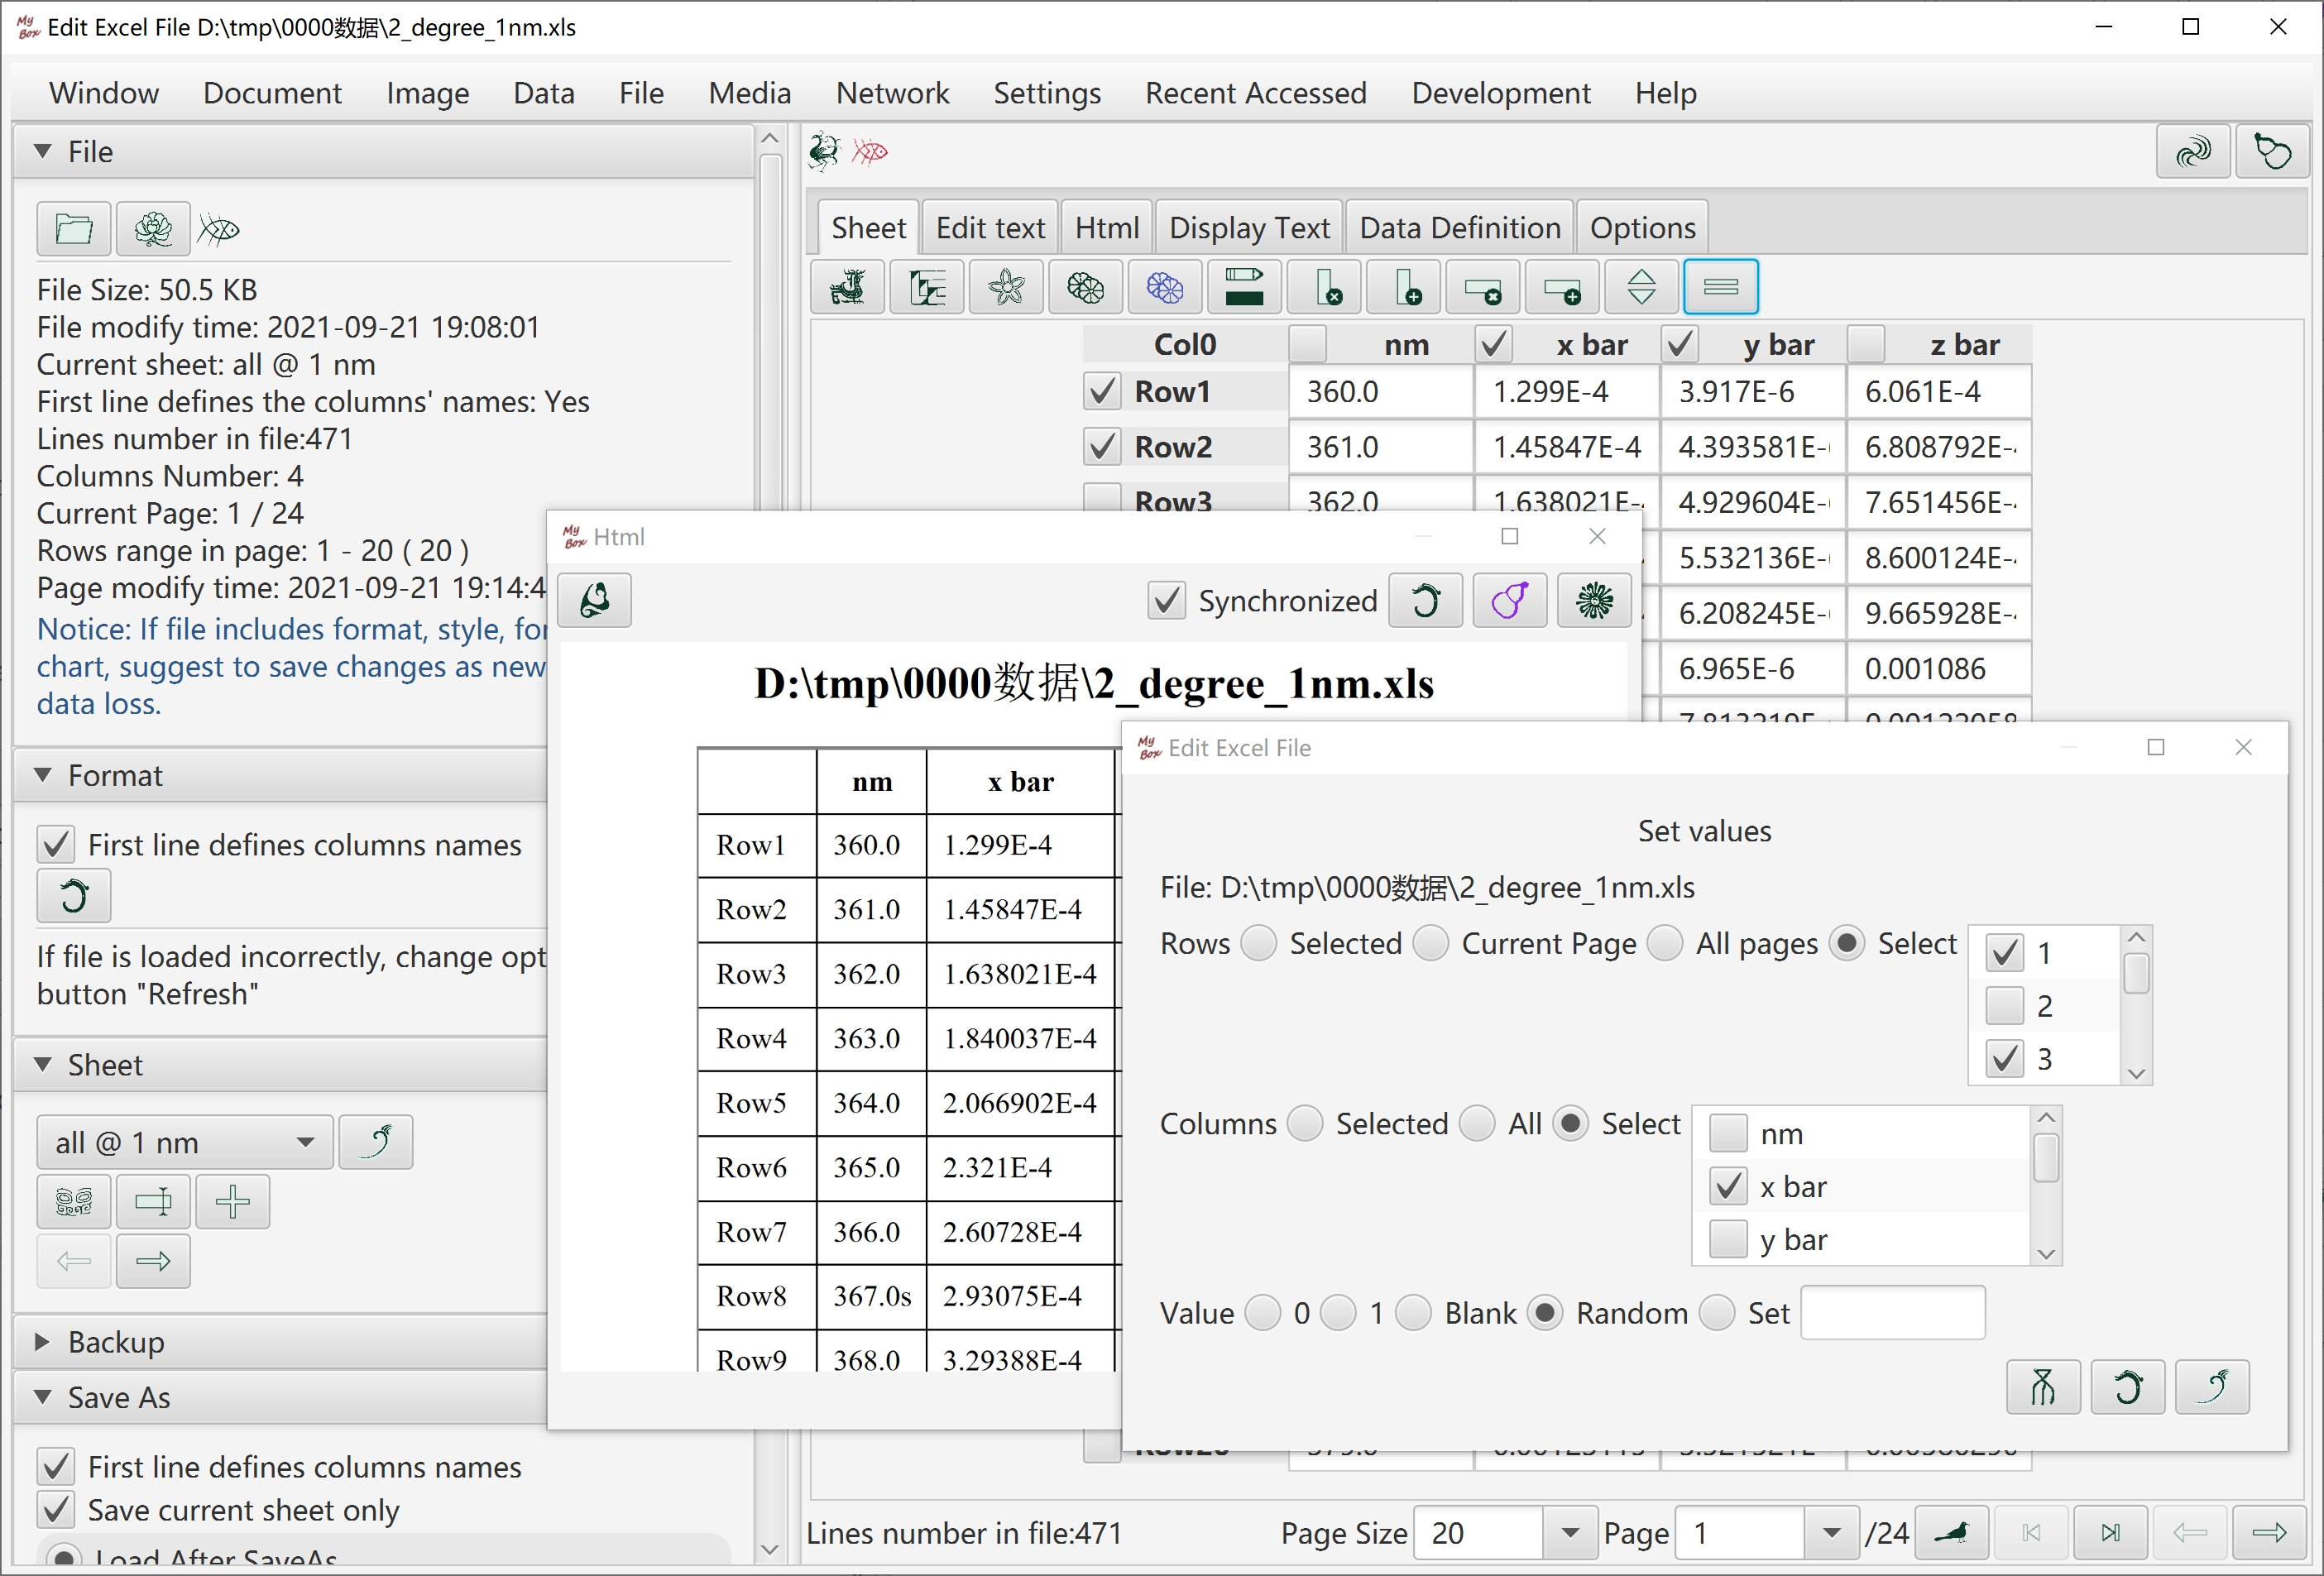 My Box Edit Excel File D:\tmp\0000数据\2_degree_1nm.xls
Window Document Image Data File Media Network Settings Recent Accessed Development Help
File
File Size: 50.5 KB
File modify time: 2021-09-21 19:08:01
Current sheet: all @ 1 nm
First line defines the columns' names: Yes
Lines number in file:471
Columns Number: 4
Current Page: 1 / 24
Rows range in page: 1 - 20 ( 20 )
Page modify time: 2021-09-21 19:14:4
Notice: If file includes format, style, for
chart, suggest to save changes as new
data loss.
Format
First line defines columns names
If file is loaded incorrectly, change opt
button "Refresh"
Sheet
all @ 1 nm
Backup
Save As
First line defines columns names
Save current sheet only
Load After SaveAs
Sheet Edit text Html Display Text Data Definition Options
Col0 nm x bar y bar z bar
Row1 360.0 1.299E-4 3.917E-6 6.061E-4
Row2 361.0 1.45847E-4 4.393581E- 6.808792E-
Row3 362.0 1.638021E- 4.929604E- 7.651456E-
5.532136E- 8.600124E-
6.208245E- 9.665928E-
6.965E-6 0.001086
My Box Html
Synchronized
D:\tmp\0000数据\2_degree_1nm.xls
nm x bar
Row1 360.0 1.299E-4
Row2 361.0 1.45847E-4
Row3 362.0 1.638021E-4
Row4 363.0 1.840037E-4
Row5 364.0 2.066902E-4
Row6 365.0 2.321E-4
Row7 366.0 2.60728E-4
Row8 367.0s 2.93075E-4
Row9 368.0 3.29388E-4
My Box Edit Excel File
Set values
File: D:\tmp\0000数据\2_degree_1nm.xls
Rows Selected Current Page All pages Select
1
2
3
Columns Selected All Select
nm
x bar
y bar
Value 0 1 Blank Random Set
Lines number in file:471 Page Size 20 Page 1 /24